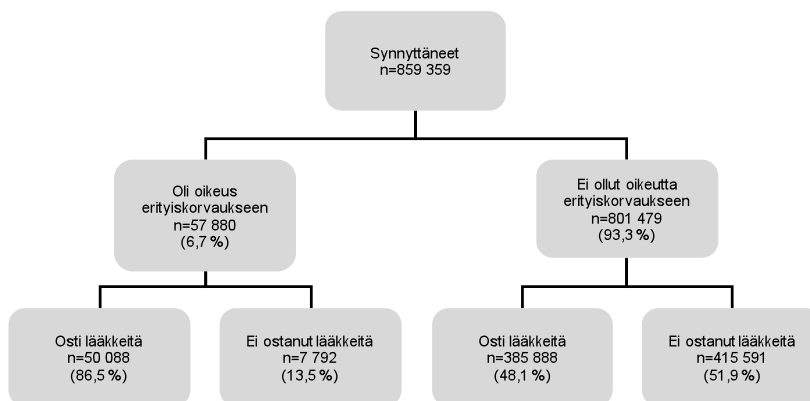 Synnyttäneet
n=859 359
Oli oikeus
erityiskorvaukseen
n=57 880
(6,7 %)
Ei ollut oikeutta
erityiskorvaukseen
n=801 479
(93,3 %)
Osti lääkkeitä
n=50 088
(86,5 %)
Ei ostanut lääkkeitä
n=7 792
(13,5 %)
Osti lääkkeitä
n=385 888
(48,1 %)
Ei ostanut lääkkeitä
n=415 591
(51,9 %)